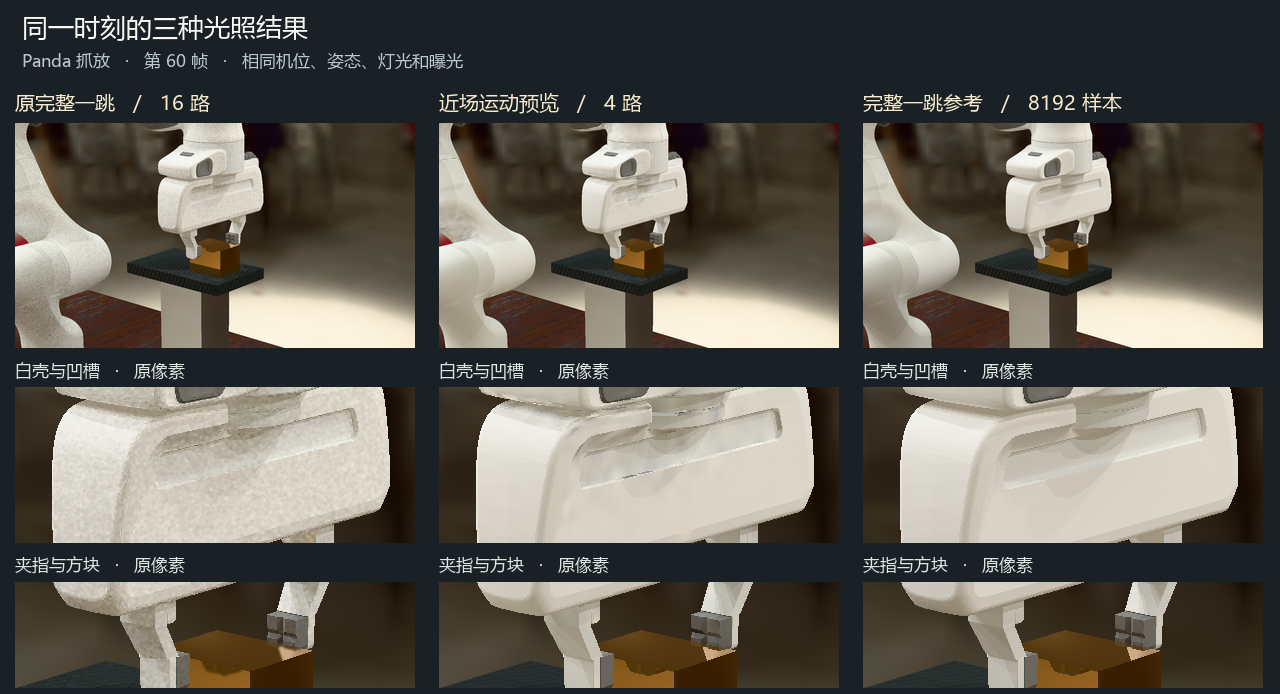 同一时刻的三种光照结果
Panda 抓放 · 第 60 帧 · 相同机位、姿态、灯光和曝光
原完整一跳 / 16 路
近场运动预览 / 4 路
完整一跳参考 / 8192 样本
白壳与凹槽 · 原像素
白壳与凹槽 · 原像素
白壳与凹槽 · 原像素
夹指与方块 · 原像素
夹指与方块 · 原像素
夹指与方块 · 原像素